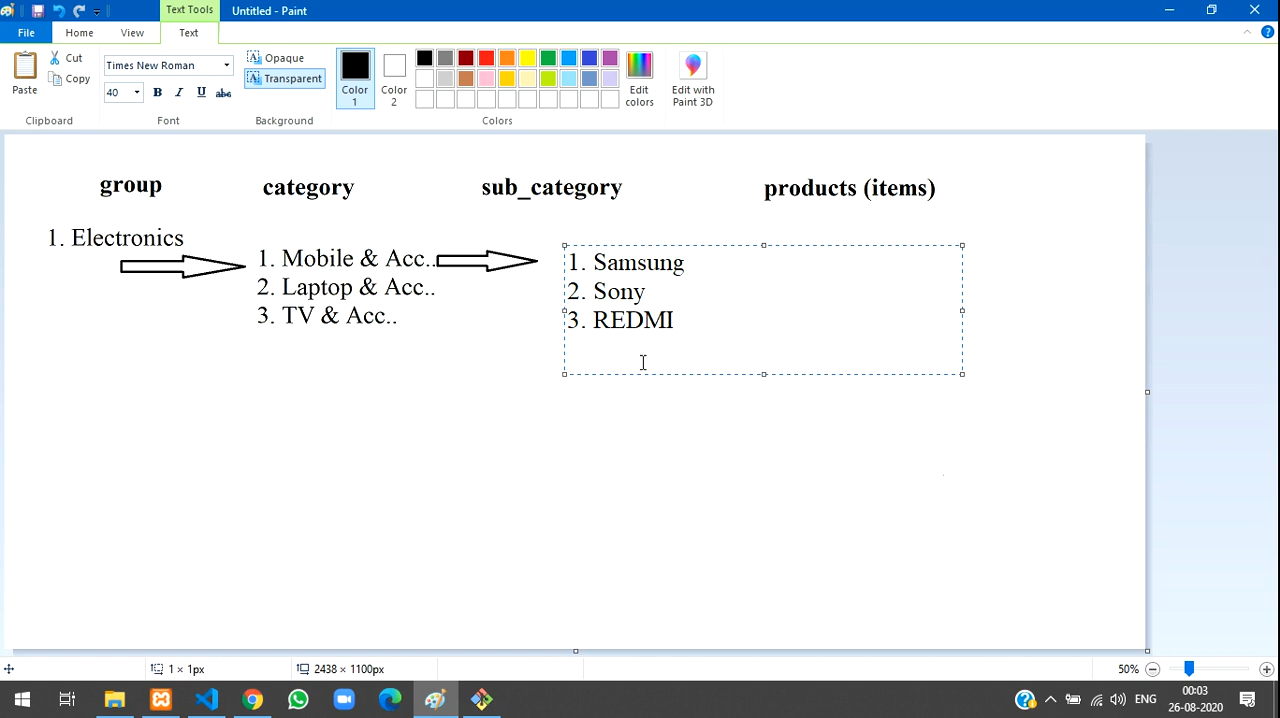 Text Tools
Untitled - Paint
File
Home
View
Text
Paste
Cut
Copy
Clipboard
Times New Roman
40
B I U abc
Font
Opaque
Transparent
Background
Color 1
Color 2
Edit colors
Colors
Edit with Paint 3D
group category sub_category products (items)
1. Electronics
1. Mobile & Acc..
2. Laptop & Acc..
3. TV & Acc..
1. Samsung
2. Sony
3. REDMI
1 × 1px
2438 × 1100px
50%
ENG
00:03
26-08-2020